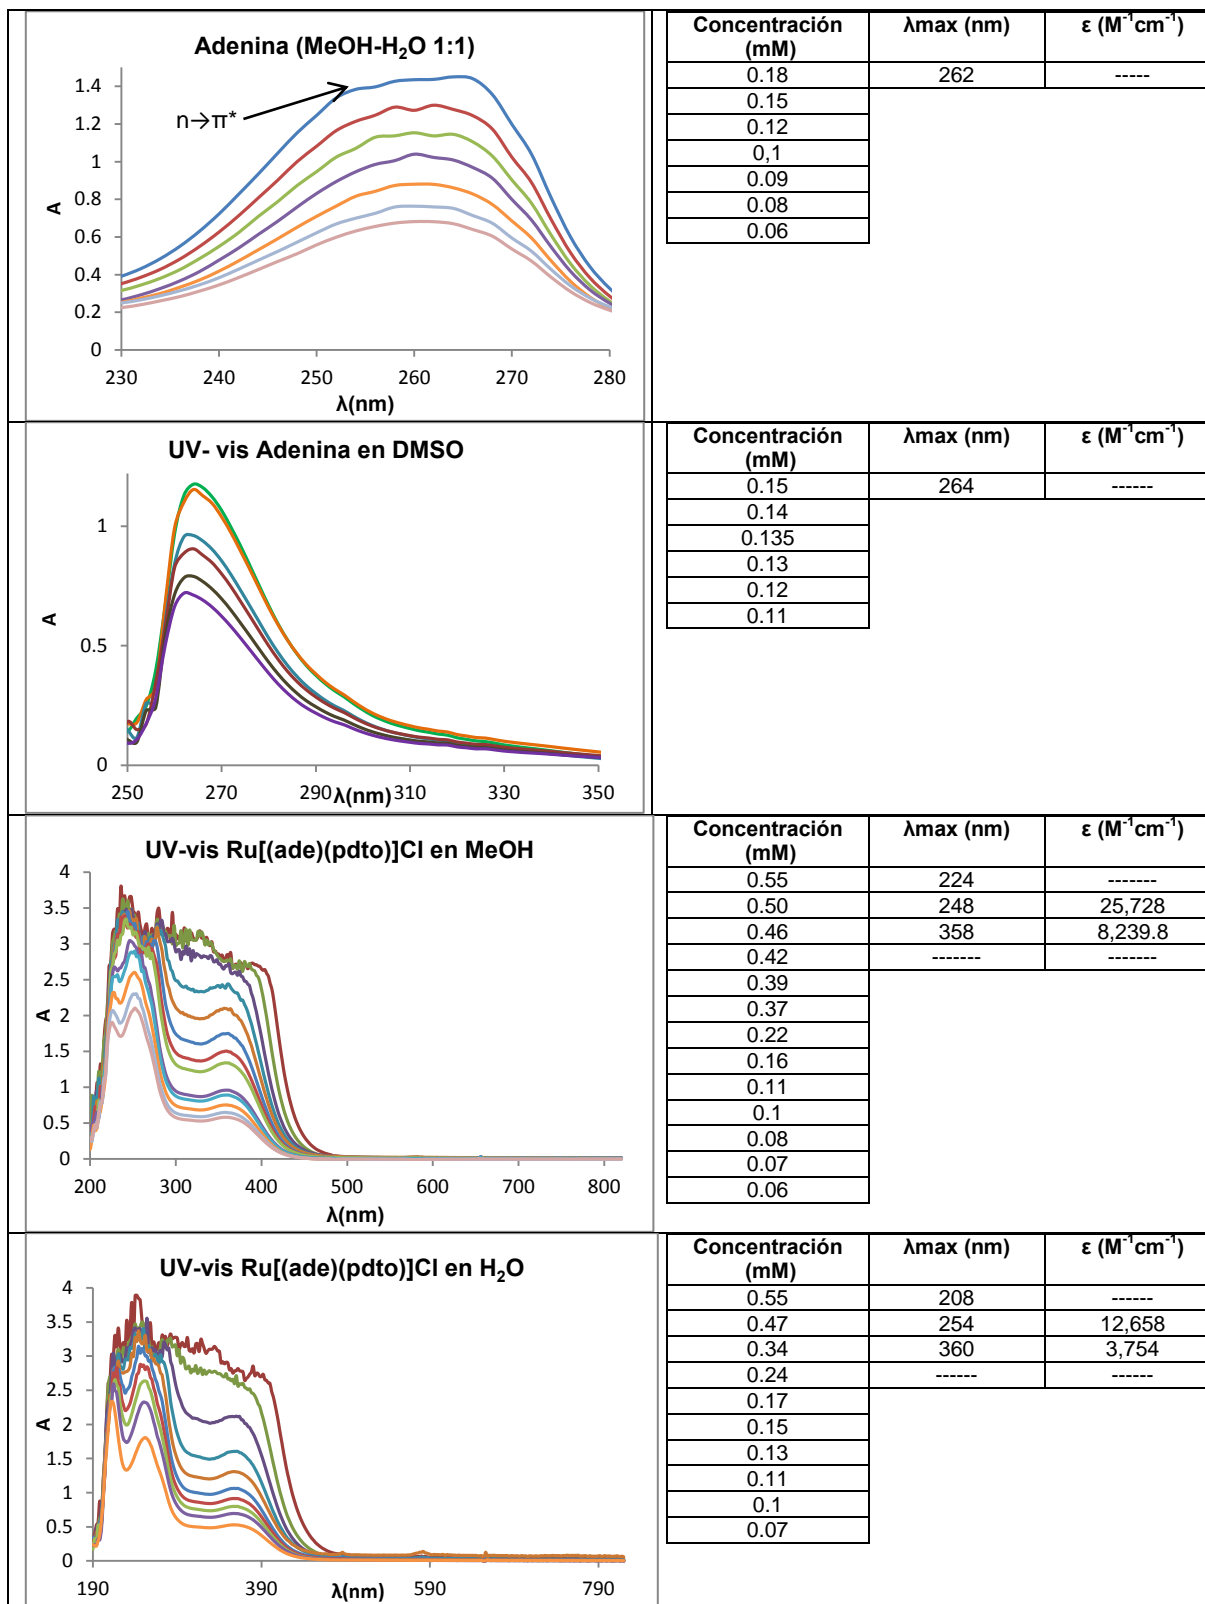 Adenina (MeOH-H₂O 1:1)
1.4
1.2
1
0.8
0.6
0.4
0.2
0
A
n→π*
230 240 250 260 270 280
λ(nm)
Concentración (mM) λmax (nm) ε (M⁻¹cm⁻¹)
0.18 262 -----
0.15
0.12
0,1
0.09
0.08
0.06
UV- vis Adenina en DMSO
1
0.5
0
A
250 270 290 310 330 350
λ(nm)
Concentración (mM) λmax (nm) ε (M⁻¹cm⁻¹)
0.15 264 ------
0.14
0.135
0.13
0.12
0.11
UV-vis Ru[(ade)(pdto)]Cl en MeOH
4
3.5
3
2.5
2
1.5
1
0.5
0
A
200 300 400 500 600 700 800
λ(nm)
Concentración (mM) λmax (nm) ε (M⁻¹cm⁻¹)
0.55 224 -------
0.50 248 25,728
0.46 358 8,239.8
0.42 ------- -------
0.39
0.37
0.22
0.16
0.11
0.1
0.08
0.07
0.06
UV-vis Ru[(ade)(pdto)]Cl en H₂O
4
3.5
3
2.5
2
1.5
1
0.5
0
A
190 390 590 790
λ(nm)
Concentración (mM) λmax (nm) ε (M⁻¹cm⁻¹)
0.55 208 ------
0.47 254 12,658
0.34 360 3,754
0.24 ------ ------
0.17
0.15
0.13
0.11
0.1
0.07